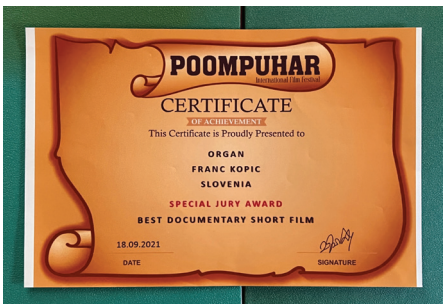 POOMPUHAR
International Film Festival
CERTIFICATE
OF ACHIEVEMENT
This Certificate is Proudly Presented to
ORGAN
FRANC KOPIC
SLOVENIA
SPECIAL JURY AWARD
BEST DOCUMENTARY SHORT FILM
18.09.2021
DATE
SIGNATURE